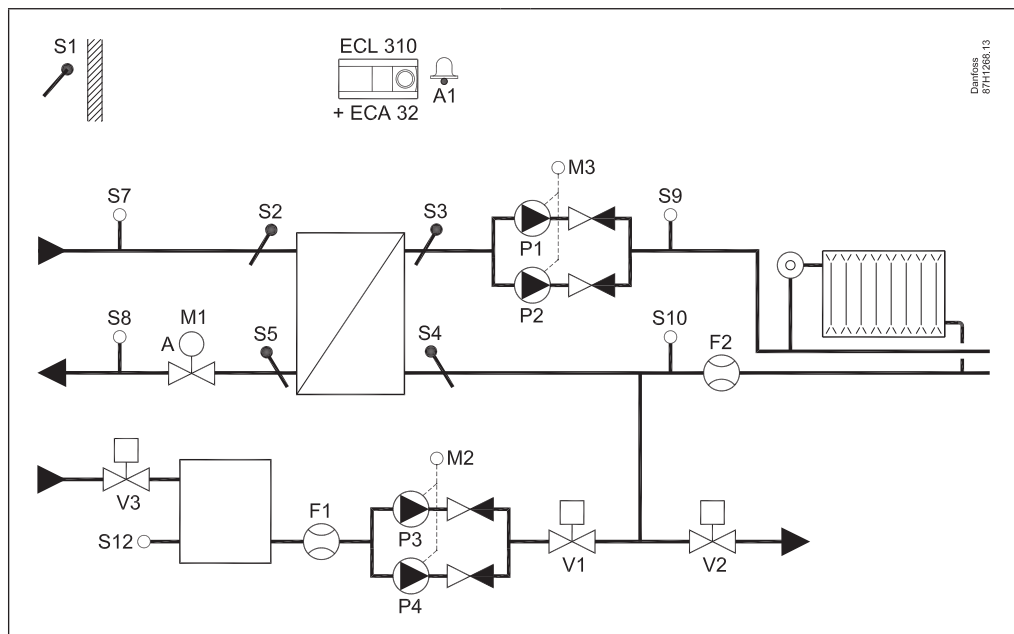 S1
ECL 310
A1
+ ECA 32
Danfoss
87H1268.13
M3
S7
S2
S3
S9
P1
P2
S8
M1
A
S5
S4
S10
F2
M2
V3
F1
P3
S12
V1
V2
P4